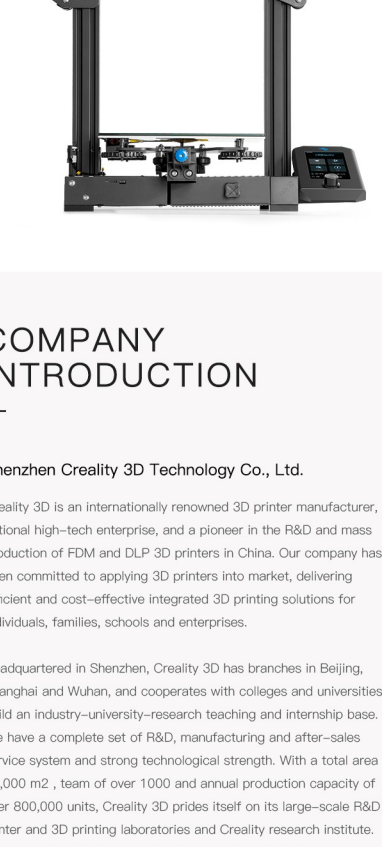 COMPANY
INTRODUCTION
henzhen Creality 3D Technology Co., Ltd.
eality 3D is an internationally renowned 3D printer manufacturer,
tional high-tech enterprise, and a pioneer in the R&D and mass
oduction of FDM and DLP 3D printers in China. Our company has
en committed to applying 3D printers into market, delivering
icient and cost-effective integrated 3D printing solutions for
dividuals, families, schools and enterprises.
adquartered in Shenzhen, Creality 3D has branches in Beijing,
anghai and Wuhan, and cooperates with colleges and universities
ild an industry-university-research teaching and internship base.
e have a complete set of R&D, manufacturing and after-sales
rvice system and strong technological strength. With a total area
,000 m2 , team of over 1000 and annual production capacity of
er 800,000 units, Creality 3D prides itself on its large-scale R&D
nter and 3D printing laboratories and Creality research institute.